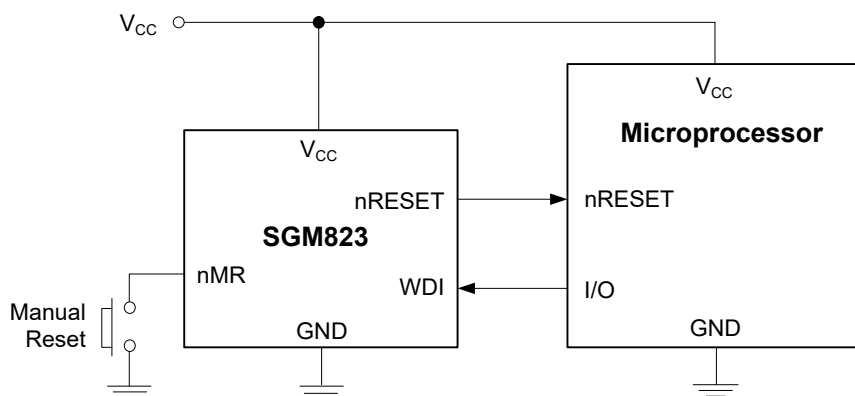 VCC
VCC
Microprocessor
VCC
nRESET
nRESET
SGM823
nMR
WDI
I/O
Manual
Reset
GND
GND